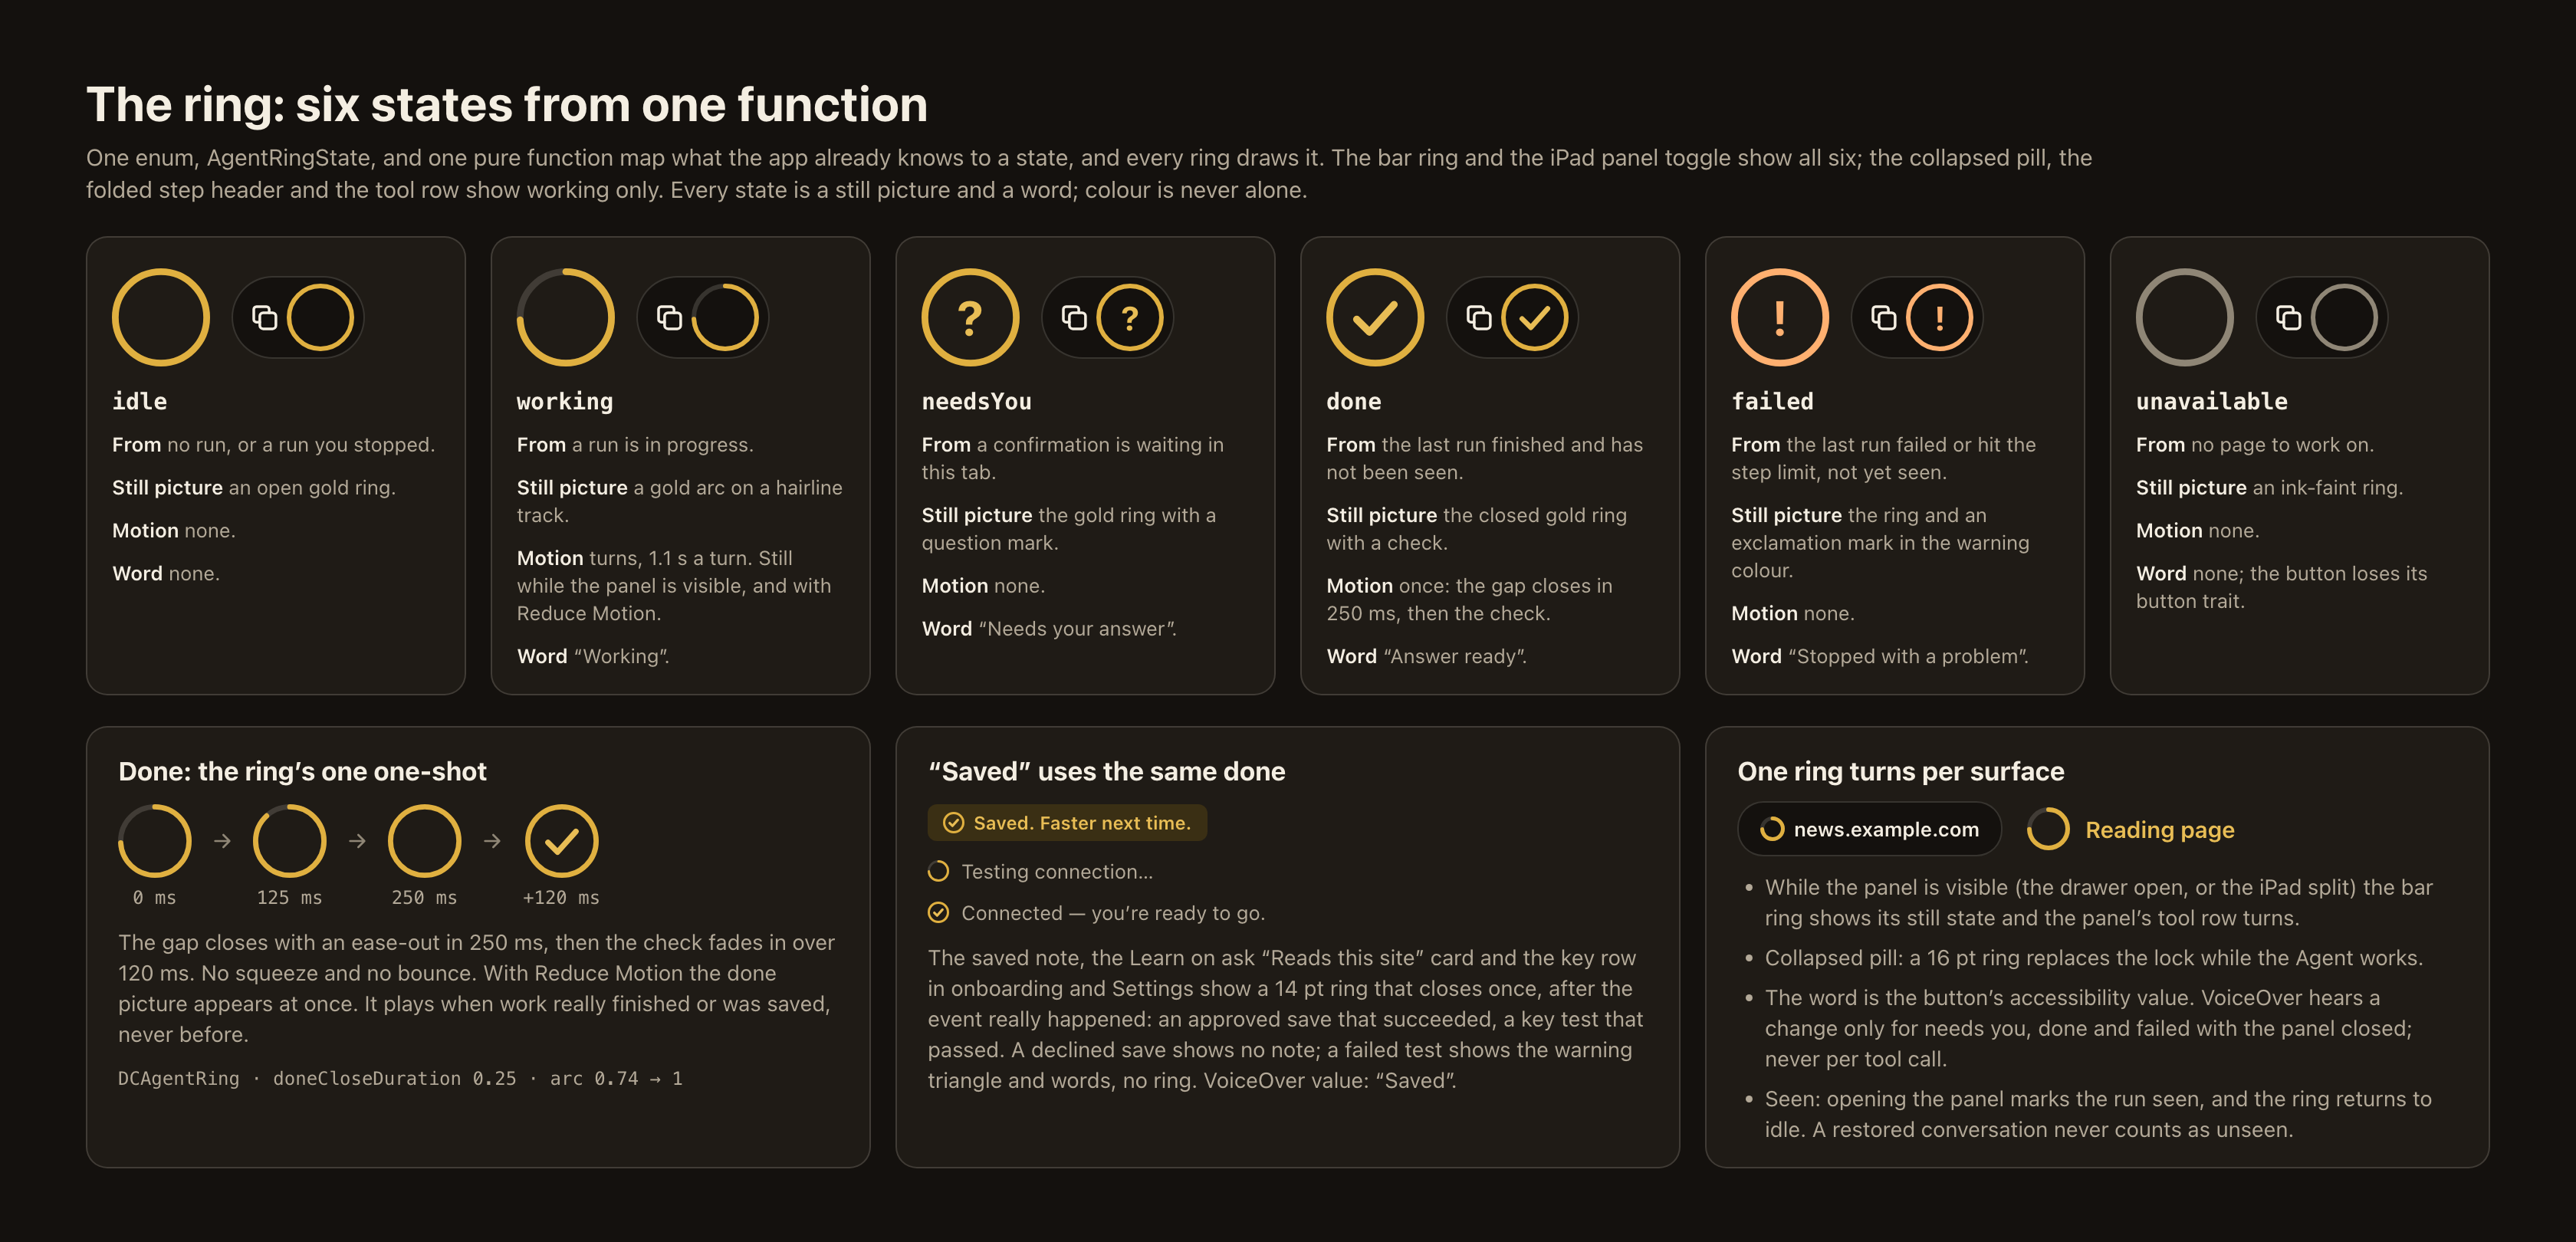 The ring: six states from one function
One enum, AgentRingState, and one pure function map what the app already knows to a state, and every ring draws it. The bar ring and the iPad panel toggle show all six; the collapsed pill, the
folded step header and the tool row show working only. Every state is a still picture and a word; colour is never alone.
idle
From no run, or a run you stopped.
Still picture an open gold ring.
Motion none.
Word none.
working
From a run is in progress.
Still picture a gold arc on a hairline
track.
Motion turns, 1.1 s a turn. Still
while the panel is visible, and with
Reduce Motion.
Word “Working”.
?
?
needsYou
From a confirmation is waiting in
this tab.
Still picture the gold ring with a
question mark.
Motion none.
Word “Needs your answer”.
done
From the last run finished and has
not been seen.
Still picture the closed gold ring
with a check.
Motion once: the gap closes in
250 ms, then the check.
Word “Answer ready”.
!
!
failed
From the last run failed or hit the
step limit, not yet seen.
Still picture the ring and an
exclamation mark in the warning
colour.
Motion none.
Word “Stopped with a problem”.
unavailable
From no page to work on.
Still picture an ink-faint ring.
Motion none.
Word none; the button loses its
button trait.
Done: the ring’s one one-shot
→ → →
0 ms 125 ms 250 ms +120 ms
The gap closes with an ease-out in 250 ms, then the check fades in over
120 ms. No squeeze and no bounce. With Reduce Motion the done
picture appears at once. It plays when work really finished or was saved,
never before.
DCAgentRing · doneCloseDuration 0.25 · arc 0.74 → 1
“Saved” uses the same done
Saved. Faster next time.
Testing connection…
Connected — you’re ready to go.
The saved note, the Learn on ask “Reads this site” card and the key row
in onboarding and Settings show a 14 pt ring that closes once, after the
event really happened: an approved save that succeeded, a key test that
passed. A declined save shows no note; a failed test shows the warning
triangle and words, no ring. VoiceOver value: “Saved”.
One ring turns per surface
news.example.com
Reading page
• While the panel is visible (the drawer open, or the iPad split) the bar
ring shows its still state and the panel’s tool row turns.
• Collapsed pill: a 16 pt ring replaces the lock while the Agent works.
• The word is the button’s accessibility value. VoiceOver hears a
change only for needs you, done and failed with the panel closed;
never per tool call.
• Seen: opening the panel marks the run seen, and the ring returns to
idle. A restored conversation never counts as unseen.